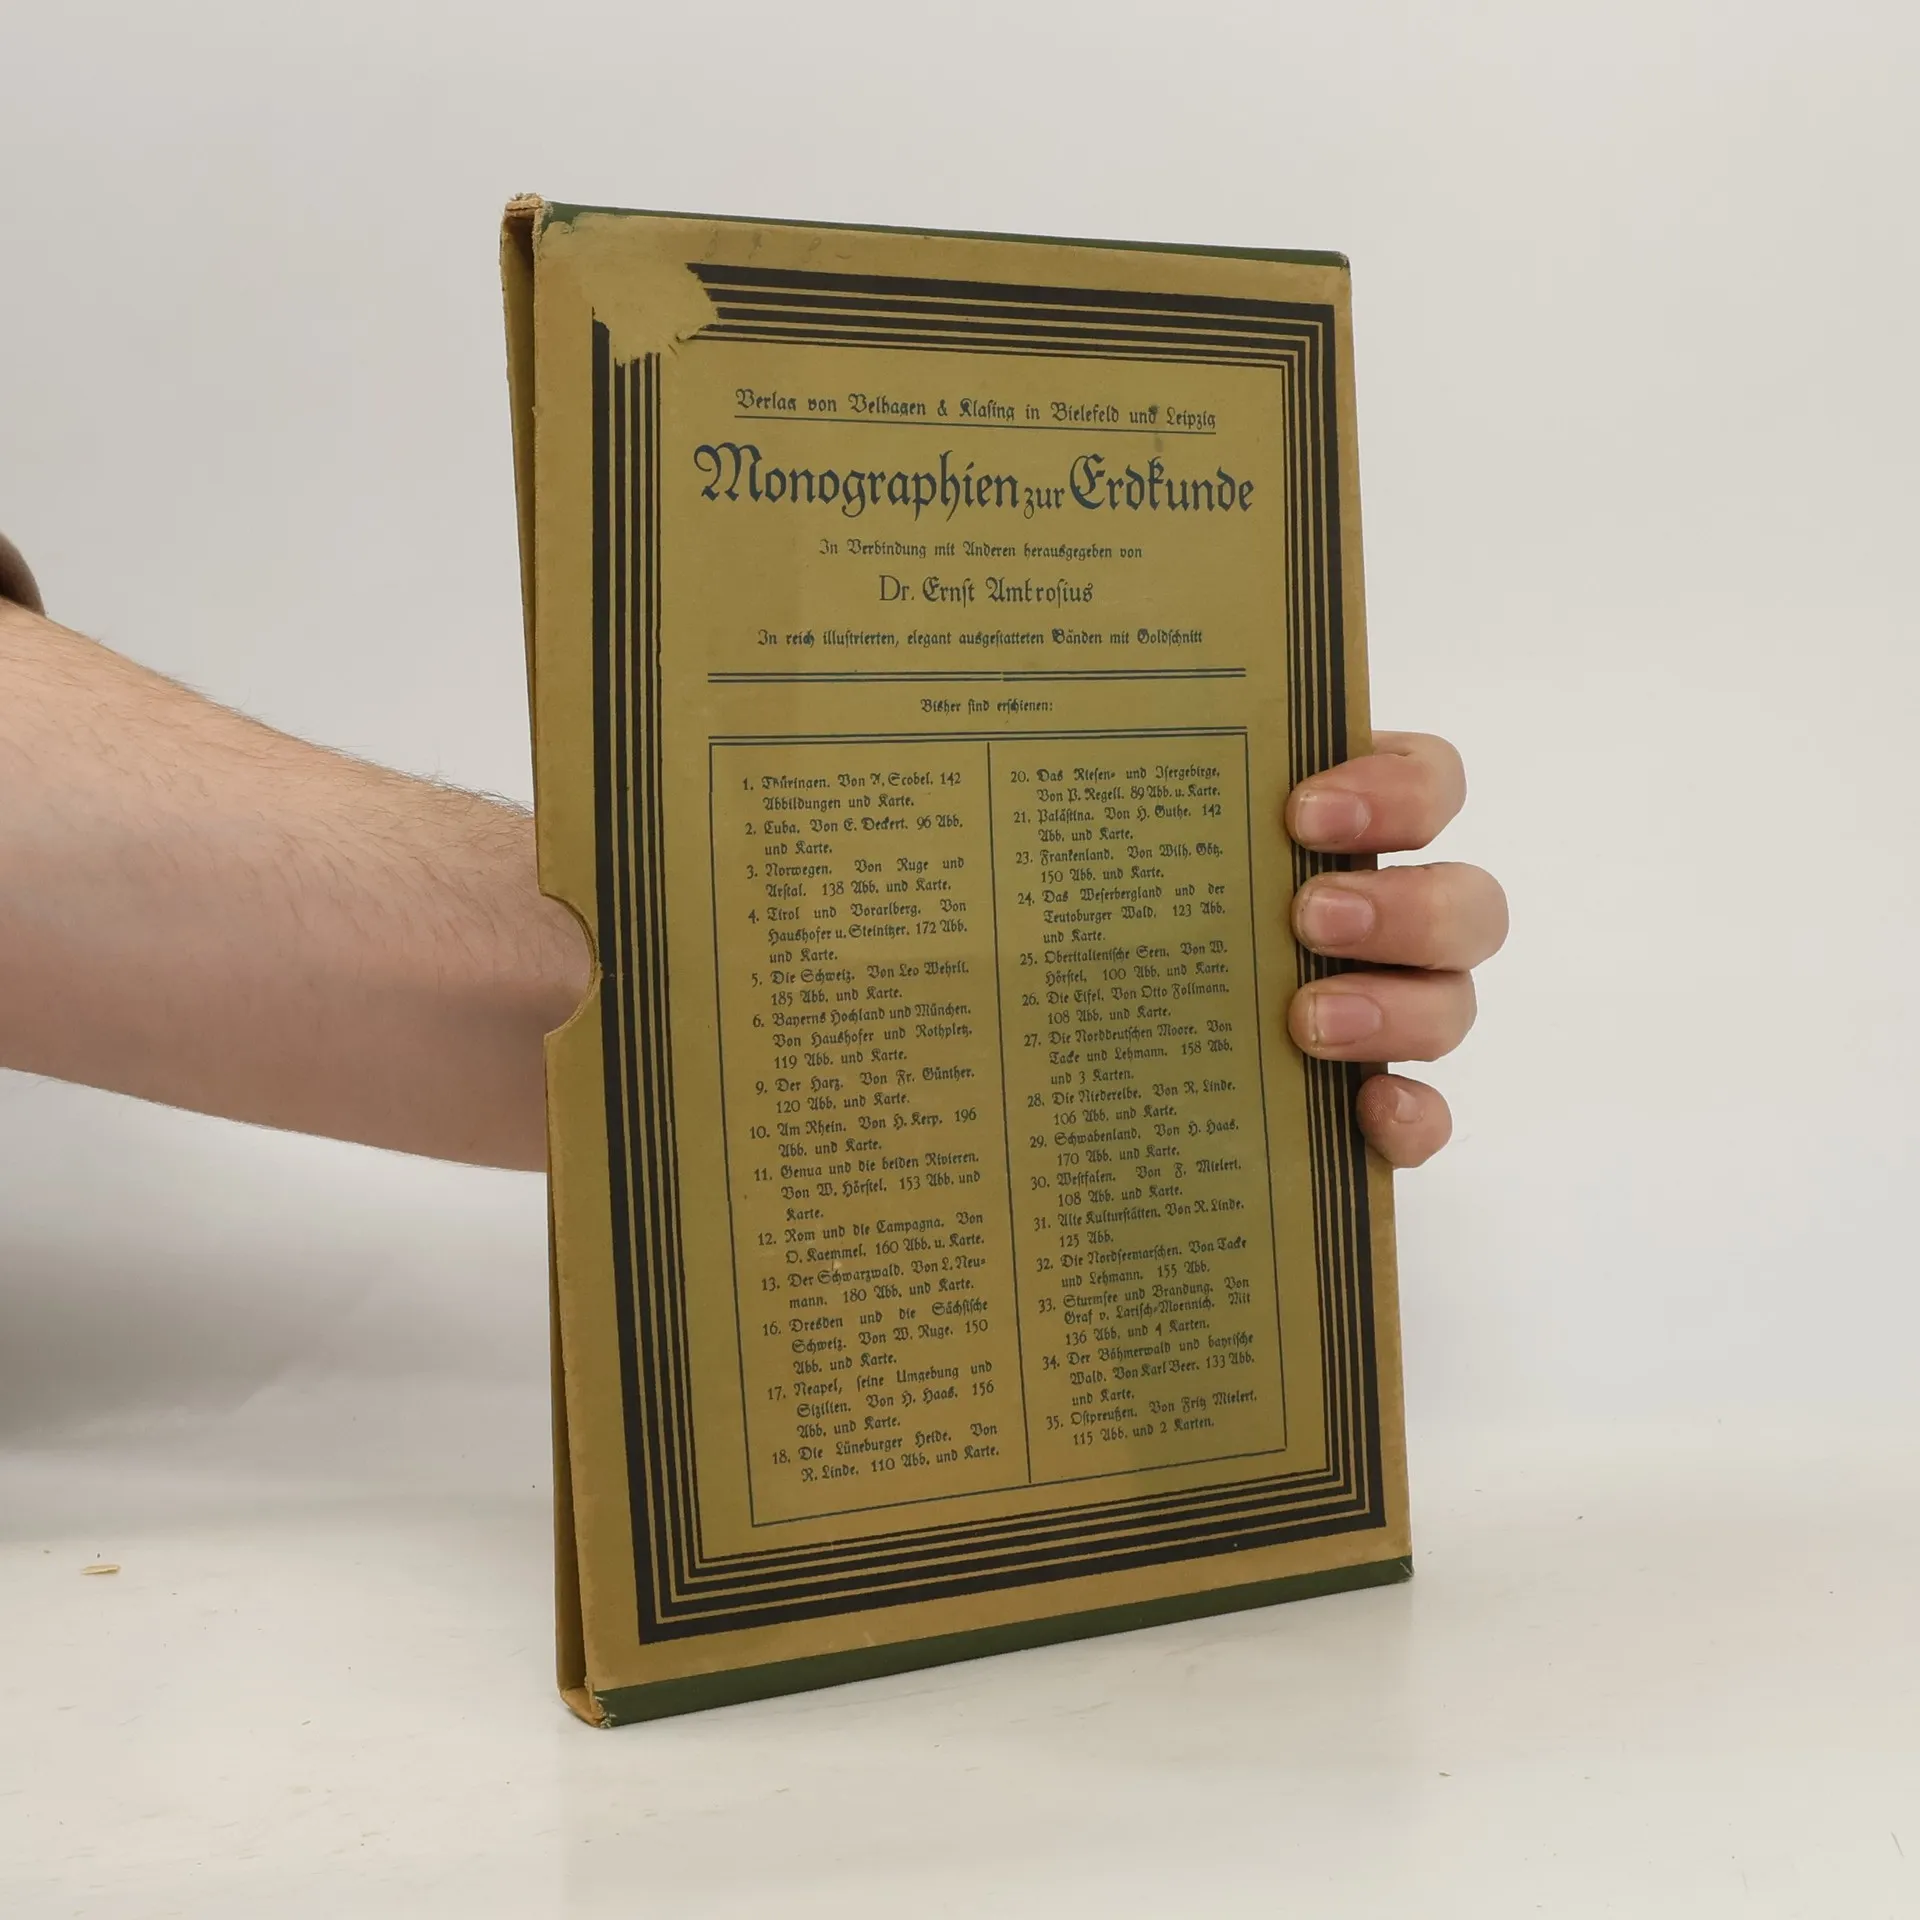 Verlag von Velhagen & Klasing in Bielefeld und Leipzig
Monographien zur Erdkunde
In Verbindung mit Anderen herausgegeben von
Dr. Ernst Ambrosius
In reich illustrierten, elegant ausgestatteten Bänden mit Goldschnitt
Bisher sind erschienen:
1. Thüringen. Von A. Scobel. 142
Abbildungen und Karte.
2. Cuba. Von E. Deckert. 96 Abb.
und Karte.
3. Norwegen. Von Ruge und
Arstal. 138 Abb. und Karte.
4. Tirol und Vorarlberg. Von
Haushofer u. Steinitzer. 172 Abb.
und Karte.
5. Die Schweiz. Von Leo Wehrli.
185 Abb. und Karte.
6. Bayerns Hochland und München.
Von Haushofer und Rothpletz.
119 Abb. und Karte.
9. Der Harz. Von Fr. Günther.
120 Abb. und Karte.
10. Am Rhein. Von H. Kerp. 196
Abb. und Karte.
11. Genua und die beiden Rivieren.
Von W. Hörstel. 153 Abb. und
Karte.
12. Rom und die Campagna. Von
O. Kaemmel. 160 Abb. u. Karte.
13. Der Schwarzwald. Von L. Neu-
mann. 180 Abb. und Karte.
16. Dresden und die Sächsische
Schweiz. Von W. Ruge. 150
Abb. und Karte.
17. Neapel, seine Umgebung und
Sizilien. Von H. Haas. 156
Abb. und Karte.
18. Die Lüneburger Heide. Von
R. Linde. 110 Abb. und Karte.
20. Das Riesen- und Isergebirge.
Von P. Regell. 89 Abb. u. Karte.
21. Palästina. Von H. Guthe. 142
Abb. und Karte.
23. Frankenland. Von Wilh. Götz.
150 Abb. und Karte.
24. Das Weserbergland und der
Teutoburger Wald. 123 Abb.
und Karte.
25. Oberitalienische Seen. Von W.
Hörstel. 100 Abb. und Karte.
26. Die Eifel. Von Otto Follmann.
108 Abb. und Karte.
27. Die Norddeutschen Moore. Von
Tacke und Lehmann. 158 Abb.
und 3 Karten.
28. Die Niederelbe. Von R. Linde.
106 Abb. und Karte.
29. Schwabenland. Von H. Haas.
170 Abb. und Karte.
30. Westfalen. Von F. Mielert.
108 Abb. und Karte.
31. Alte Kulturstätten. Von R. Linde.
125 Abb.
32. Die Nordseemarschen. Von Tacke
und Lehmann. 155 Abb.
33. Sturmsee und Brandung. Von
Graf v. Larisch-Moennich. Mit
136 Abb. und 4 Karten.
34. Der Böhmerwald und bayrische
Wald. Von Karl Beer. 133 Abb.
und Karte.
35. Ostpreußen. Von Fritz Mielert.
115 Abb. und 2 Karten.